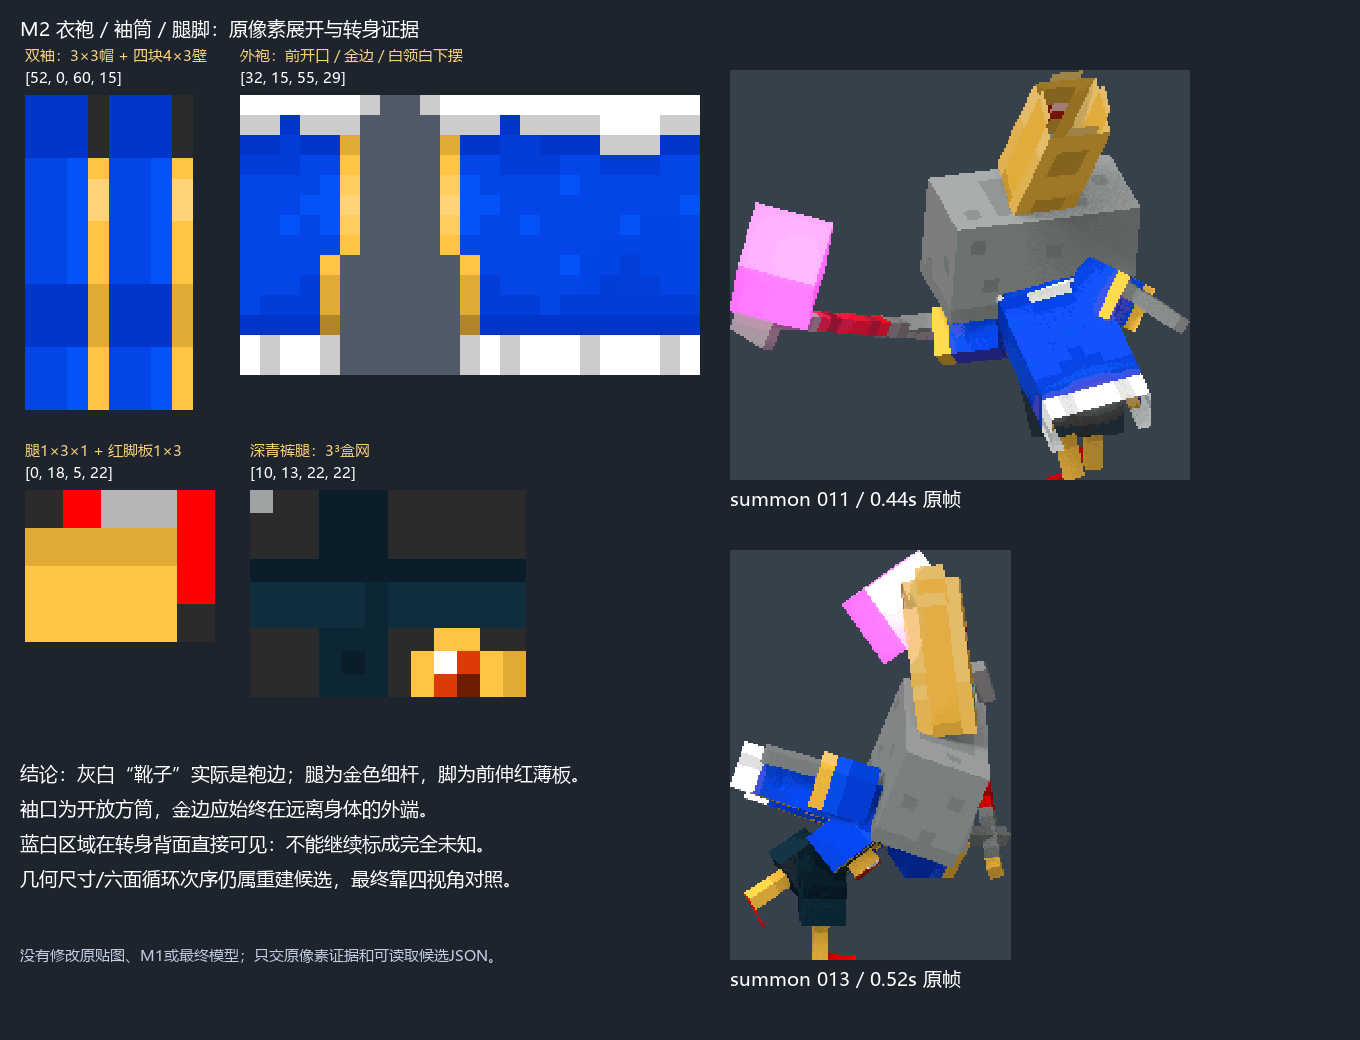 M2 衣袍 / 袖筒 / 腿脚：原像素展开与转身证据
双袖：3×3帽 + 四块4×3壁
[52, 0, 60, 15]
外袍：前开口 / 金边 / 白领白下摆
[32, 15, 55, 29]
腿1×3×1 + 红脚板1×3
[0, 18, 5, 22]
深青裤腿：3³盒网
[10, 13, 22, 22]
summon 011 / 0.44s 原帧
summon 013 / 0.52s 原帧
结论：灰白“靴子”实际是袍边；腿为金色细杆，脚为前伸红薄板。
袖口为开放方筒，金边应始终在远离身体的外端。
蓝白区域在转身背面直接可见：不能继续标成完全未知。
几何尺寸/六面循环次序仍属重建候选，最终靠四视角对照。
没有修改原贴图、M1或最终模型；只交原像素证据和可读取候选JSON。